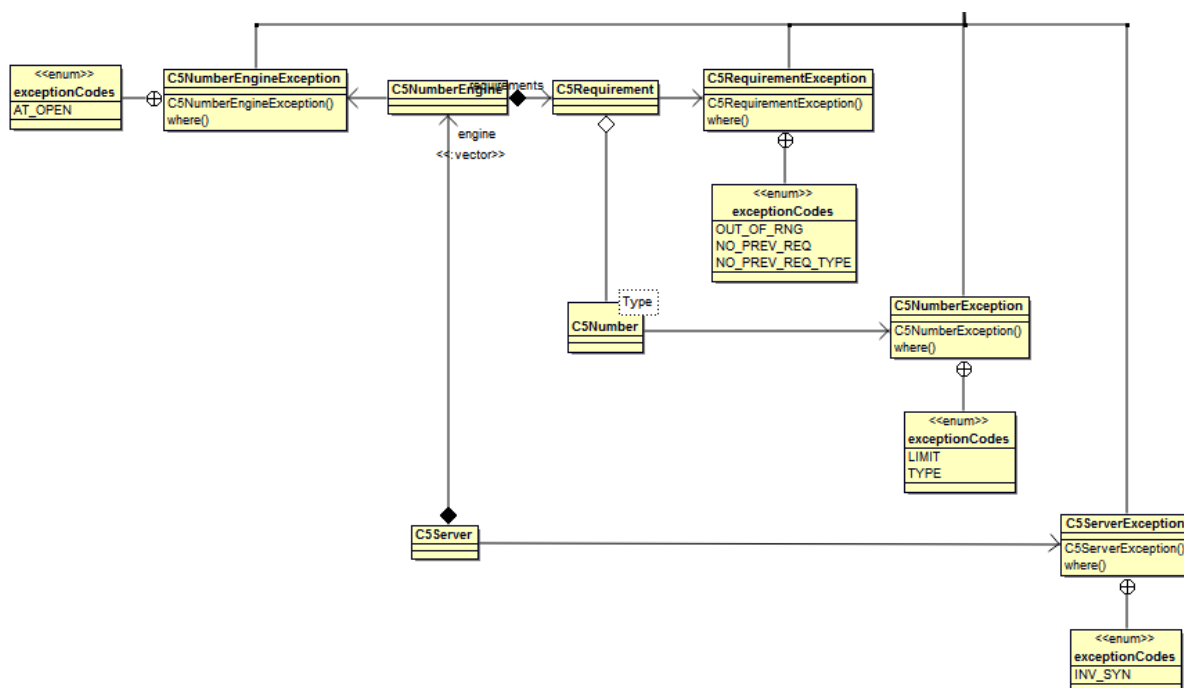 <<enum>>
exceptionCodes
AT_OPEN
C5NumberEngineException
C5NumberEngineException()
where()
C5NumberEngine
requirements
C5Requirement
C5RequirementException
C5RequirementException()
where()
engine
<<:vector>>
<<enum>>
exceptionCodes
OUT_OF_RNG
NO_PREV_REQ
NO_PREV_REQ_TYPE
Type
C5Number
C5NumberException
C5NumberException()
where()
<<enum>>
exceptionCodes
LIMIT
TYPE
C5Server
C5ServerException
C5ServerException()
where()
<<enum>>
exceptionCodes
INV_SYN